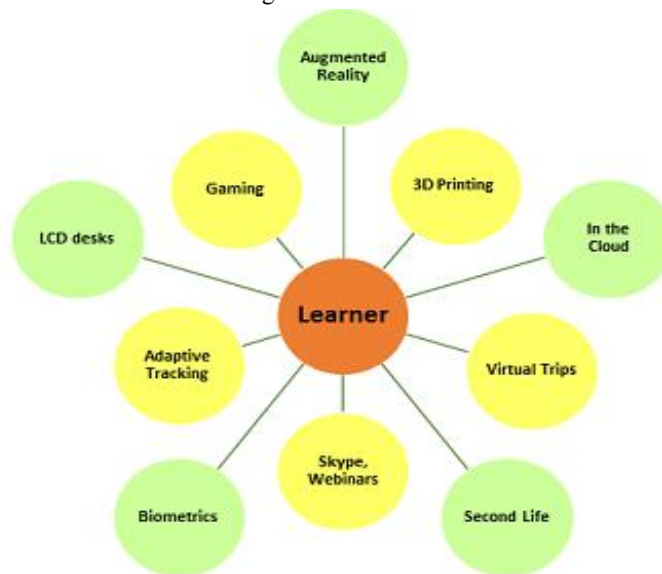 Augmented
Reality
Gaming
3D Printing
LCD desks
In the
Cloud
Learner
Adaptive
Tracking
Virtual Trips
Skype,
Webinars
Biometrics
Second Life